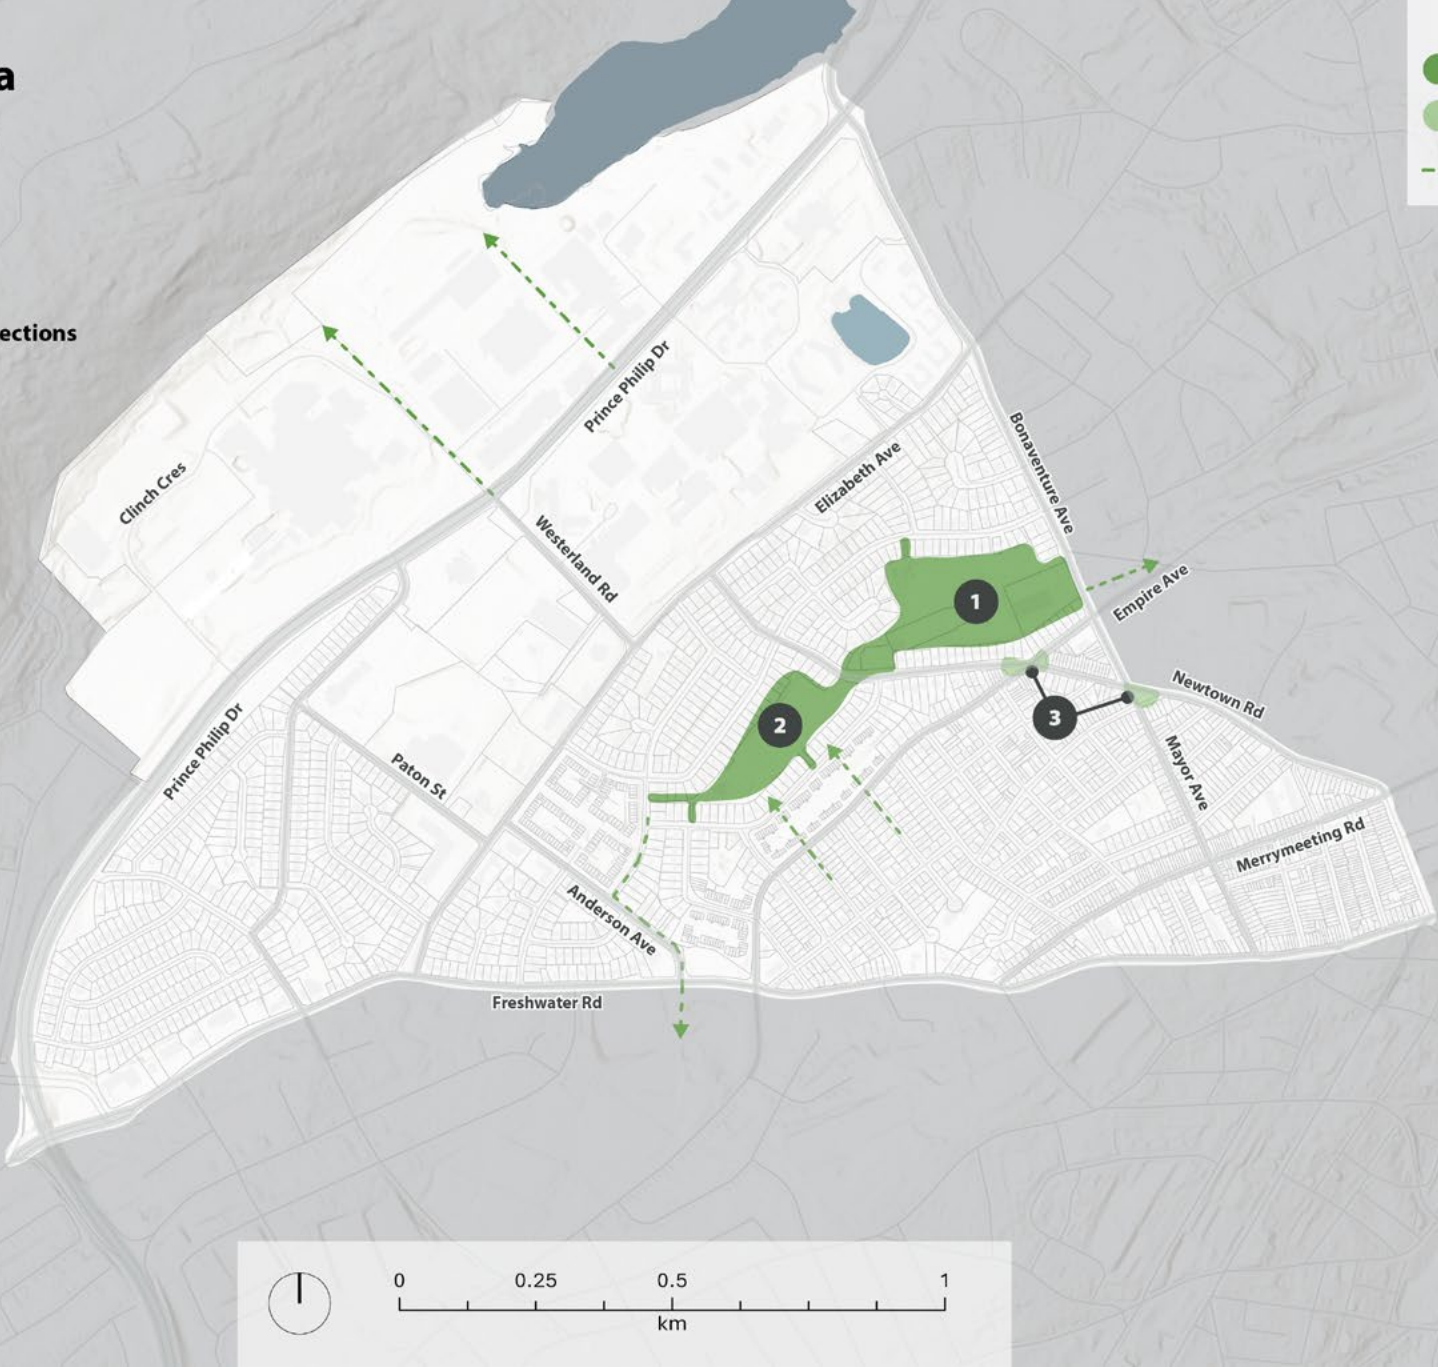 a
ections
Prince Philip Dr
Clinch Cres
Elizabeth Ave
Bonaventure Ave
Westerland Rd
1
Empire Ave
2
3
Newtown Rd
Prince Philip Dr
Paton St
Mayor Ave
Merrymeeting Rd
Anderson Ave
Freshwater Rd
0 0.25 0.5 1
km